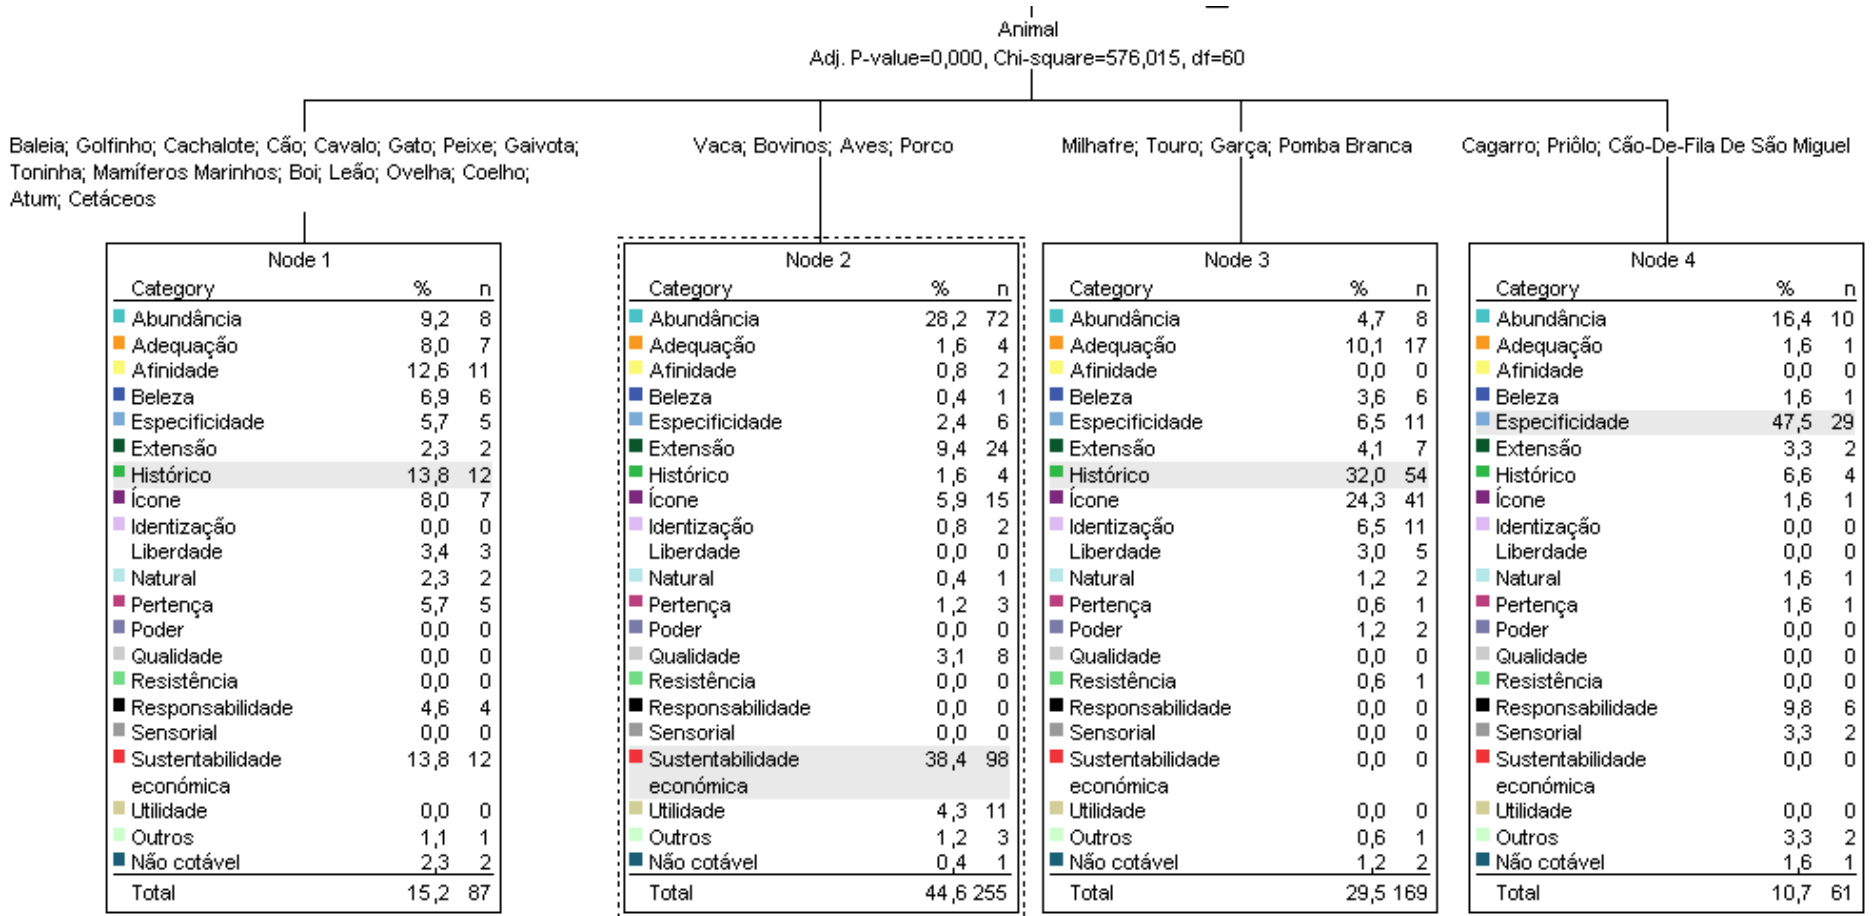 Animal
Adj. P-value=0,000, Chi-square=576,015, df=60
Baleia; Golfinho; Cachalote; Cão; Cavalo; Gato; Peixe; Gaivota;
Toninha; Mamíferos Marinhos; Boi; Leão; Ovelha; Coelho;
Atum; Cetáceos
Node 1
Category % n
Abundância 9,2 8
Adequação 8,0 7
Afinidade 12,6 11
Beleza 6,9 6
Especificidade 5,7 5
Extensão 2,3 2
Histórico 13,8 12
Ícone 8,0 7
Identização 0,0 0
Liberdade 3,4 3
Natural 2,3 2
Pertença 5,7 5
Poder 0,0 0
Qualidade 0,0 0
Resistência 0,0 0
Responsabilidade 4,6 4
Sensorial 0,0 0
Sustentabilidade 13,8 12
económica
Utilidade 0,0 0
Outros 1,1 1
Não cotável 2,3 2
Total 15,2 87
Vaca; Bovinos; Aves; Porco
Node 2
Category % n
Abundância 28,2 72
Adequação 1,6 4
Afinidade 0,8 2
Beleza 0,4 1
Especificidade 2,4 6
Extensão 9,4 24
Histórico 1,6 4
Ícone 5,9 15
Identização 0,8 2
Liberdade 0,0 0
Natural 0,4 1
Pertença 1,2 3
Poder 0,0 0
Qualidade 3,1 8
Resistência 0,0 0
Responsabilidade 0,0 0
Sensorial 0,0 0
Sustentabilidade 38,4 98
económica
Utilidade 4,3 11
Outros 1,2 3
Não cotável 0,4 1
Total 44,6 255
Milhafre; Touro; Garça; Pomba Branca
Node 3
Category % n
Abundância 4,7 8
Adequação 10,1 17
Afinidade 0,0 0
Beleza 3,6 6
Especificidade 6,5 11
Extensão 4,1 7
Histórico 32,0 54
Ícone 24,3 41
Identização 6,5 11
Liberdade 3,0 5
Natural 1,2 2
Pertença 0,6 1
Poder 1,2 2
Qualidade 0,0 0
Resistência 0,6 1
Responsabilidade 0,0 0
Sensorial 0,0 0
Sustentabilidade 0,0 0
económica
Utilidade 0,0 0
Outros 0,6 1
Não cotável 1,2 2
Total 29,5 169
Cagarro; Priôlo; Cão-De-Fila De São Miguel
Node 4
Category % n
Abundância 16,4 10
Adequação 1,6 1
Afinidade 0,0 0
Beleza 1,6 1
Especificidade 47,5 29
Extensão 3,3 2
Histórico 6,6 4
Ícone 1,6 1
Identização 0,0 0
Liberdade 0,0 0
Natural 1,6 1
Pertença 1,6 1
Poder 0,0 0
Qualidade 0,0 0
Resistência 0,0 0
Responsabilidade 9,8 6
Sensorial 3,3 2
Sustentabilidade 0,0 0
económica
Utilidade 0,0 0
Outros 3,3 2
Não cotável 1,6 1
Total 10,7 61